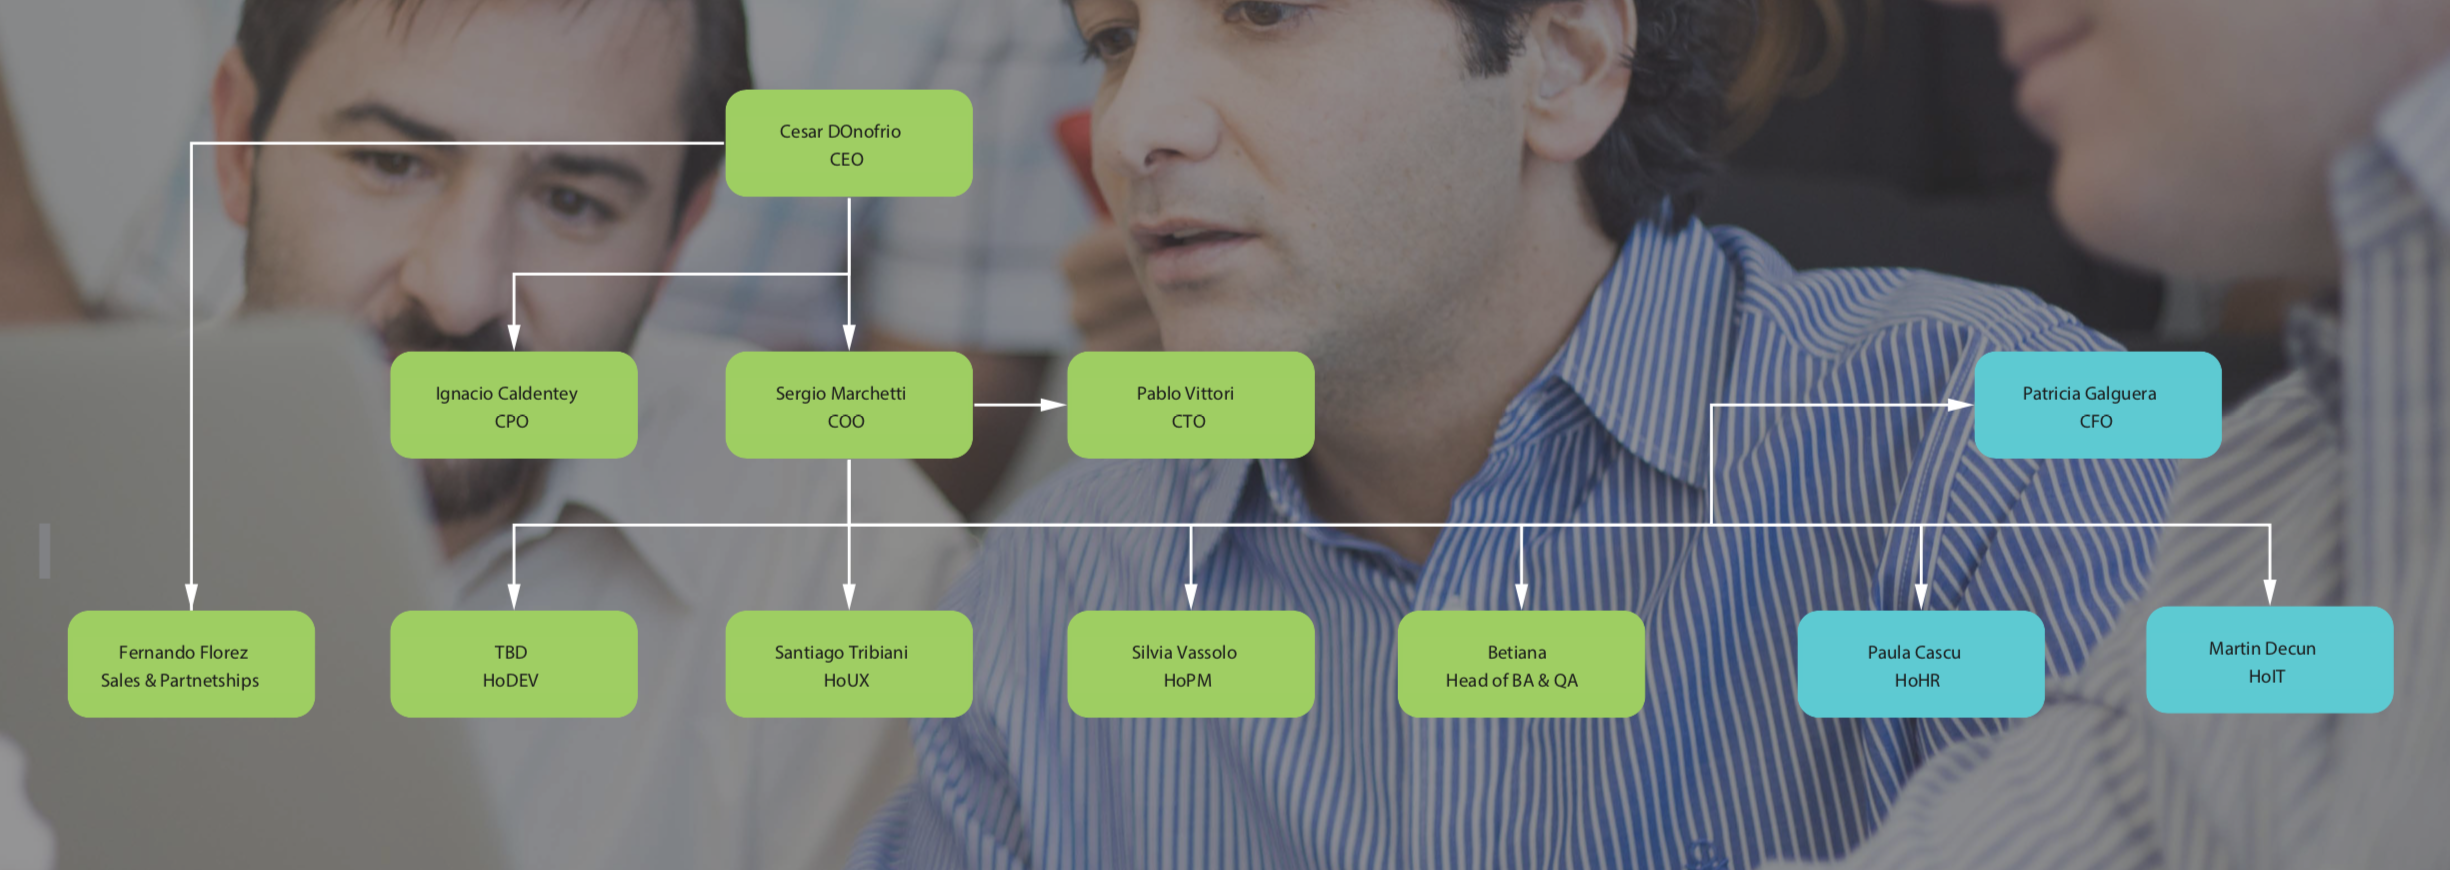 Cesar DOnofrio
CEO
Ignacio Caldentey
CPO
Sergio Marchetti
COO
Pablo Vittori
CTO
Patricia Galguera
CFO
Fernando Florez
Sales & Partnetships
TBD
HoDEV
Santiago Tribiani
HoUX
Silvia Vassolo
HoPM
Betiana
Head of BA & QA
Paula Cascu
HoHR
Martin Decun
HoIT